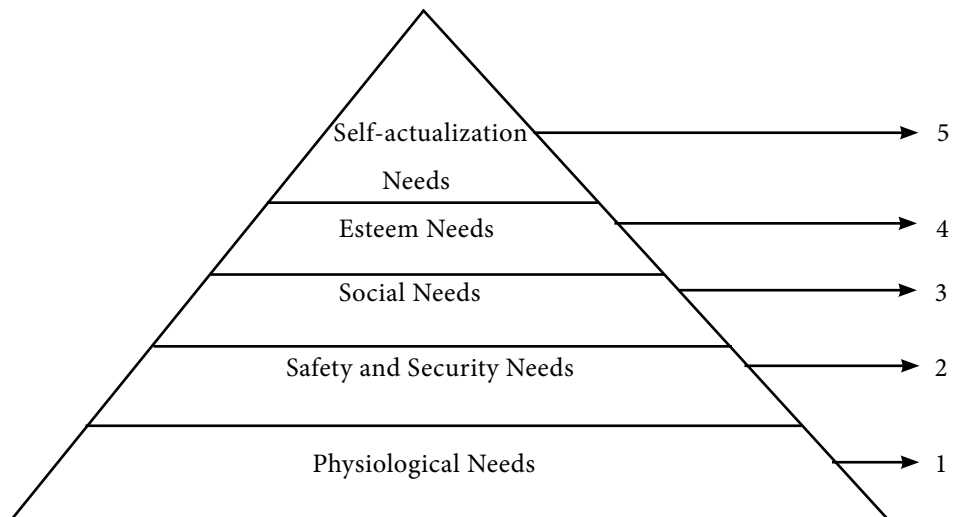 Self-actualization 5
Needs
Esteem Needs 4
Social Needs 3
Safety and Security Needs 2
Physiological Needs 1